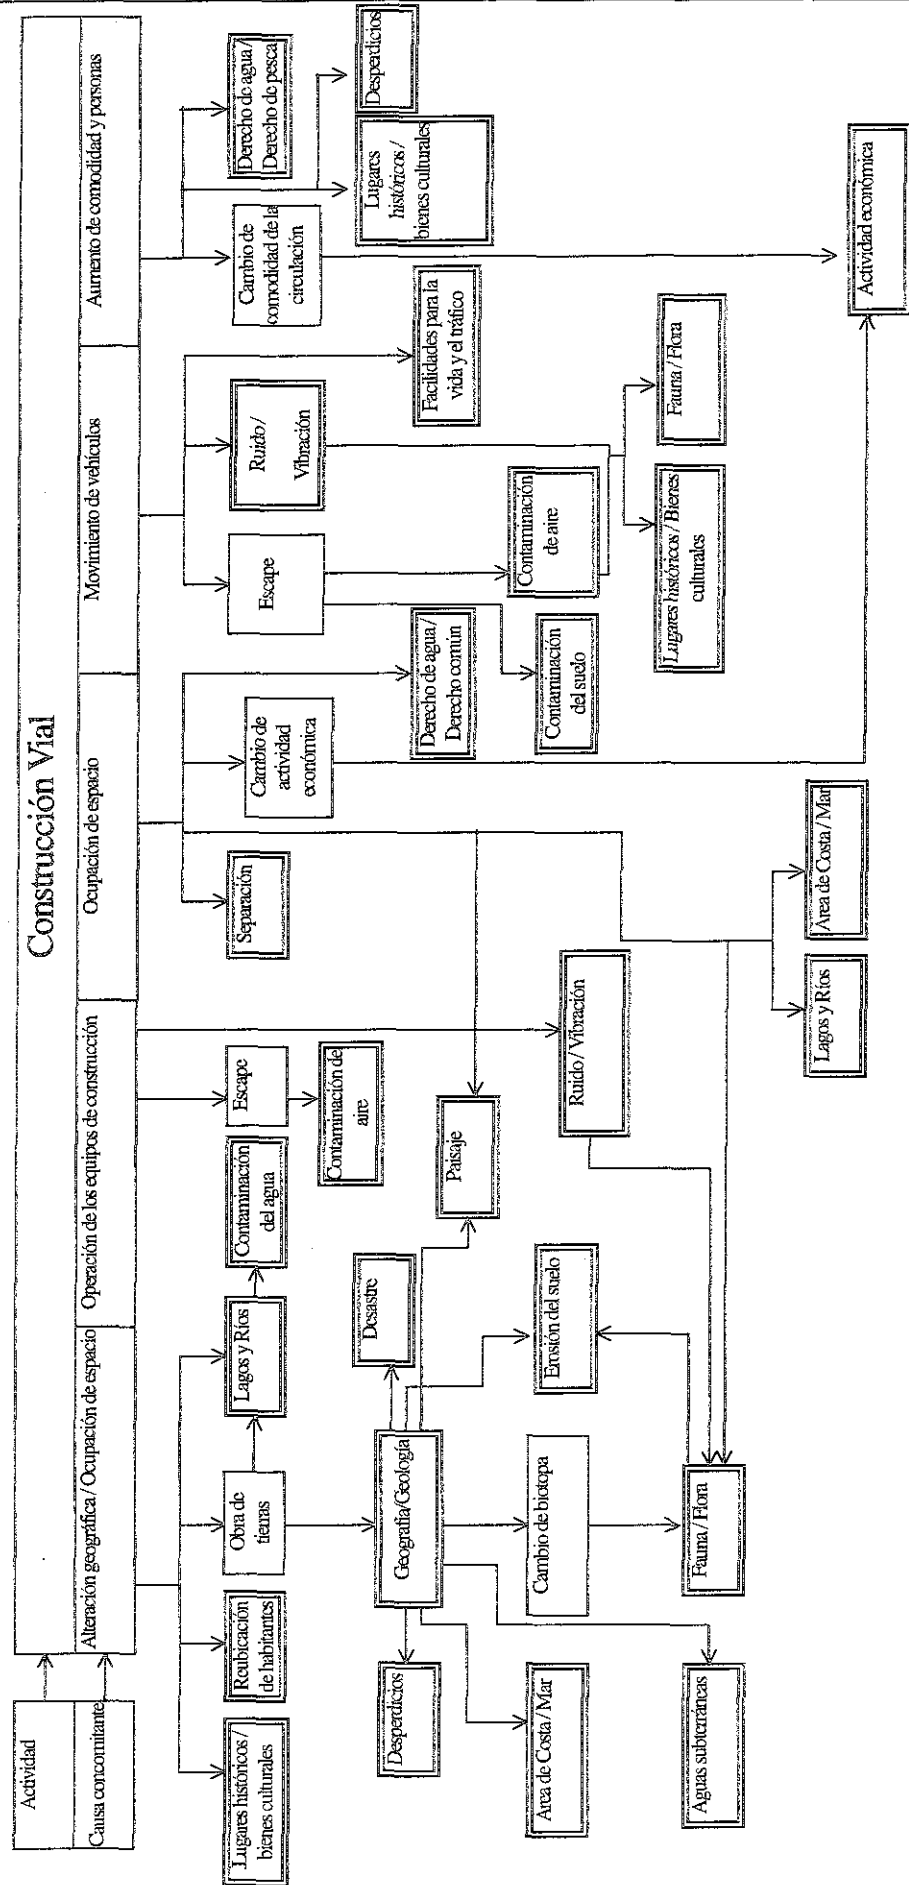 Construcción Vial
Actividad
Causa concomitante
Alteración geográfica / Ocupación de espacio
Operación de los equipos de construcción
Ocupación de espacio
Movimiento de vehículos
Aumento de comodidad y personas
Lugares históricos /
bienes culturales
Reubicación
de habitantes
Obra de
tierras
Lagos y Ríos
Contaminación
del agua
Escape
Contaminación de
aire
Separación
Cambio de
actividad
económica
Derecho de agua /
Derecho común
Escape
Ruido /
Vibración
Facilidades para la
vida y el tráfico
Cambio de
comodidad de la
circulación
Derecho de agua /
Derecho de pesca
Lugares
históricos /
bienes culturales
Desperdicios
Desperdicios
Geografía/Geología
Desastre
Paisaje
Area de Costa / Mar
Cambio de biotopa
Erosión del suelo
Ruido / Vibración
Contaminación
del suelo
Contaminación
de aire
Aguas subterráneas
Fauna / Flora
Lugares históricos / Bienes
culturales
Fauna / Flora
Lagos y Ríos
Area de Costa / Mar
Actividad económica